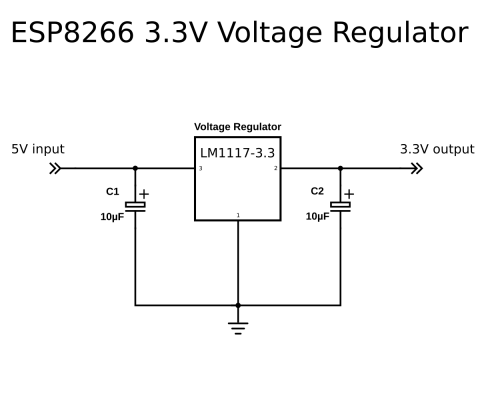 ESP8266 3.3V Voltage Regulator
Voltage Regulator
5V input
LM1117-3.3
3.3V output
3
2
C1
+
C2
+
10µF
1
10µF